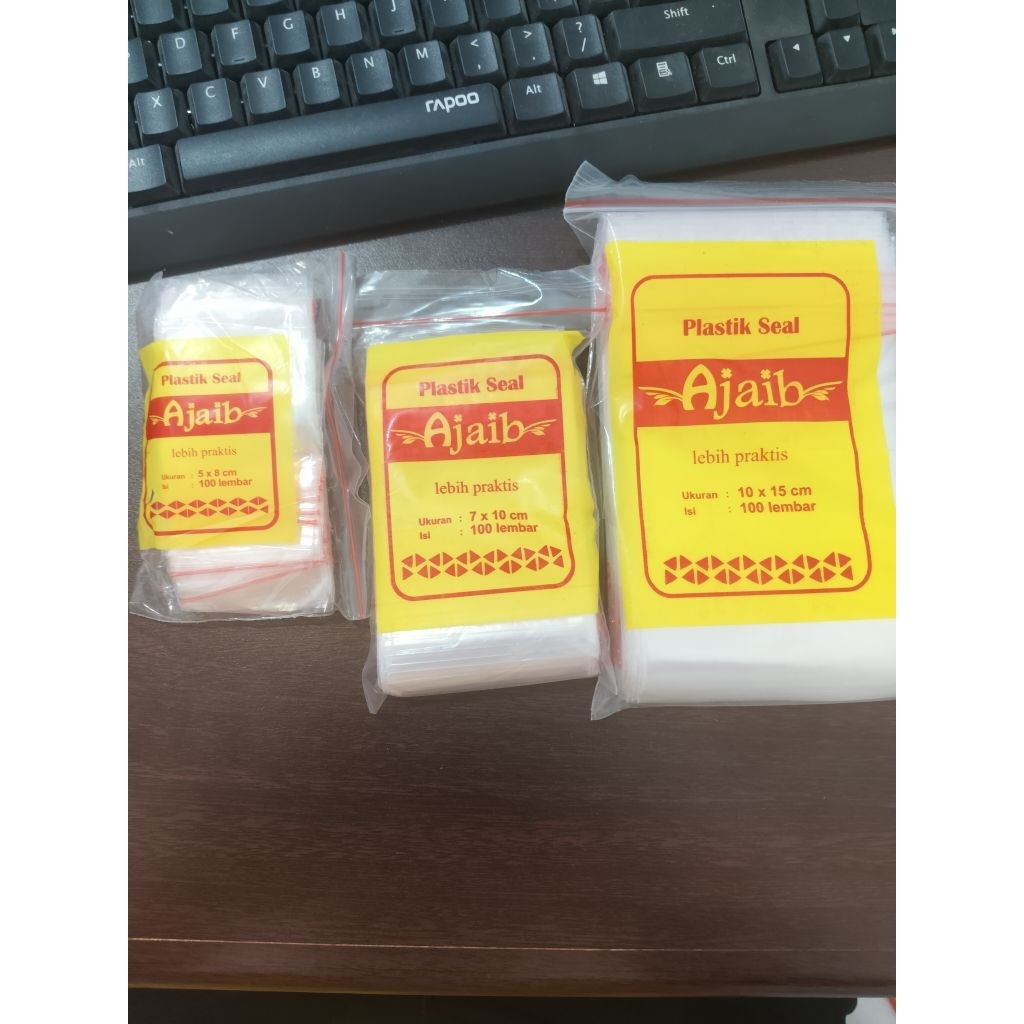 D F G H J Shift
X C V B N M < , > . ? / Ctrl
Alt rapoo Alt
Plastik Seal
Ajaib
lebih praktis
Ukuran : 5 x 8 cm
Isi : 100 lembar
Plastik Seal
Ajaib
lebih praktis
Ukuran : 7 x 10 cm
Isi : 100 lembar
Plastik Seal
Ajaib
lebih praktis
Ukuran : 10 x 15 cm
Isi : 100 lembar